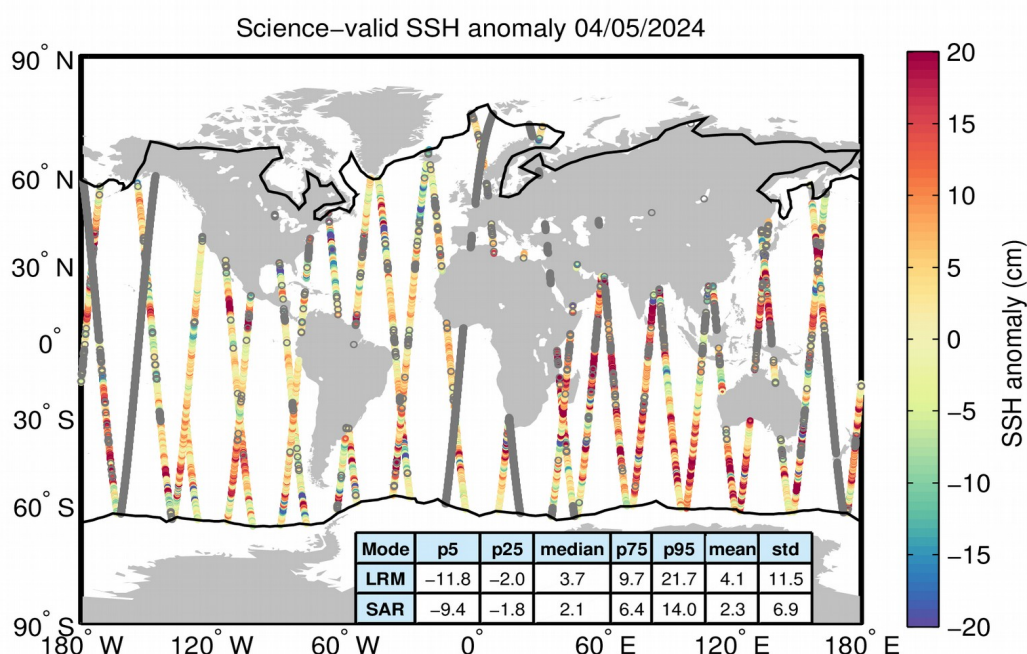 Science−valid SSH anomaly 04/05/2024
90° N
60° N
30° N
0°
30° S
60° S
90° S
180° W
120° W
60° W
0°
60° E
120° E
180° E
Mode p5 p25 median p75 p95 mean std
LRM −11.8 −2.0 3.7 9.7 21.7 4.1 11.5
SAR −9.4 −1.8 2.1 6.4 14.0 2.3 6.9
20
15
10
5
0
−5
−10
−15
−20
SSH anomaly (cm)